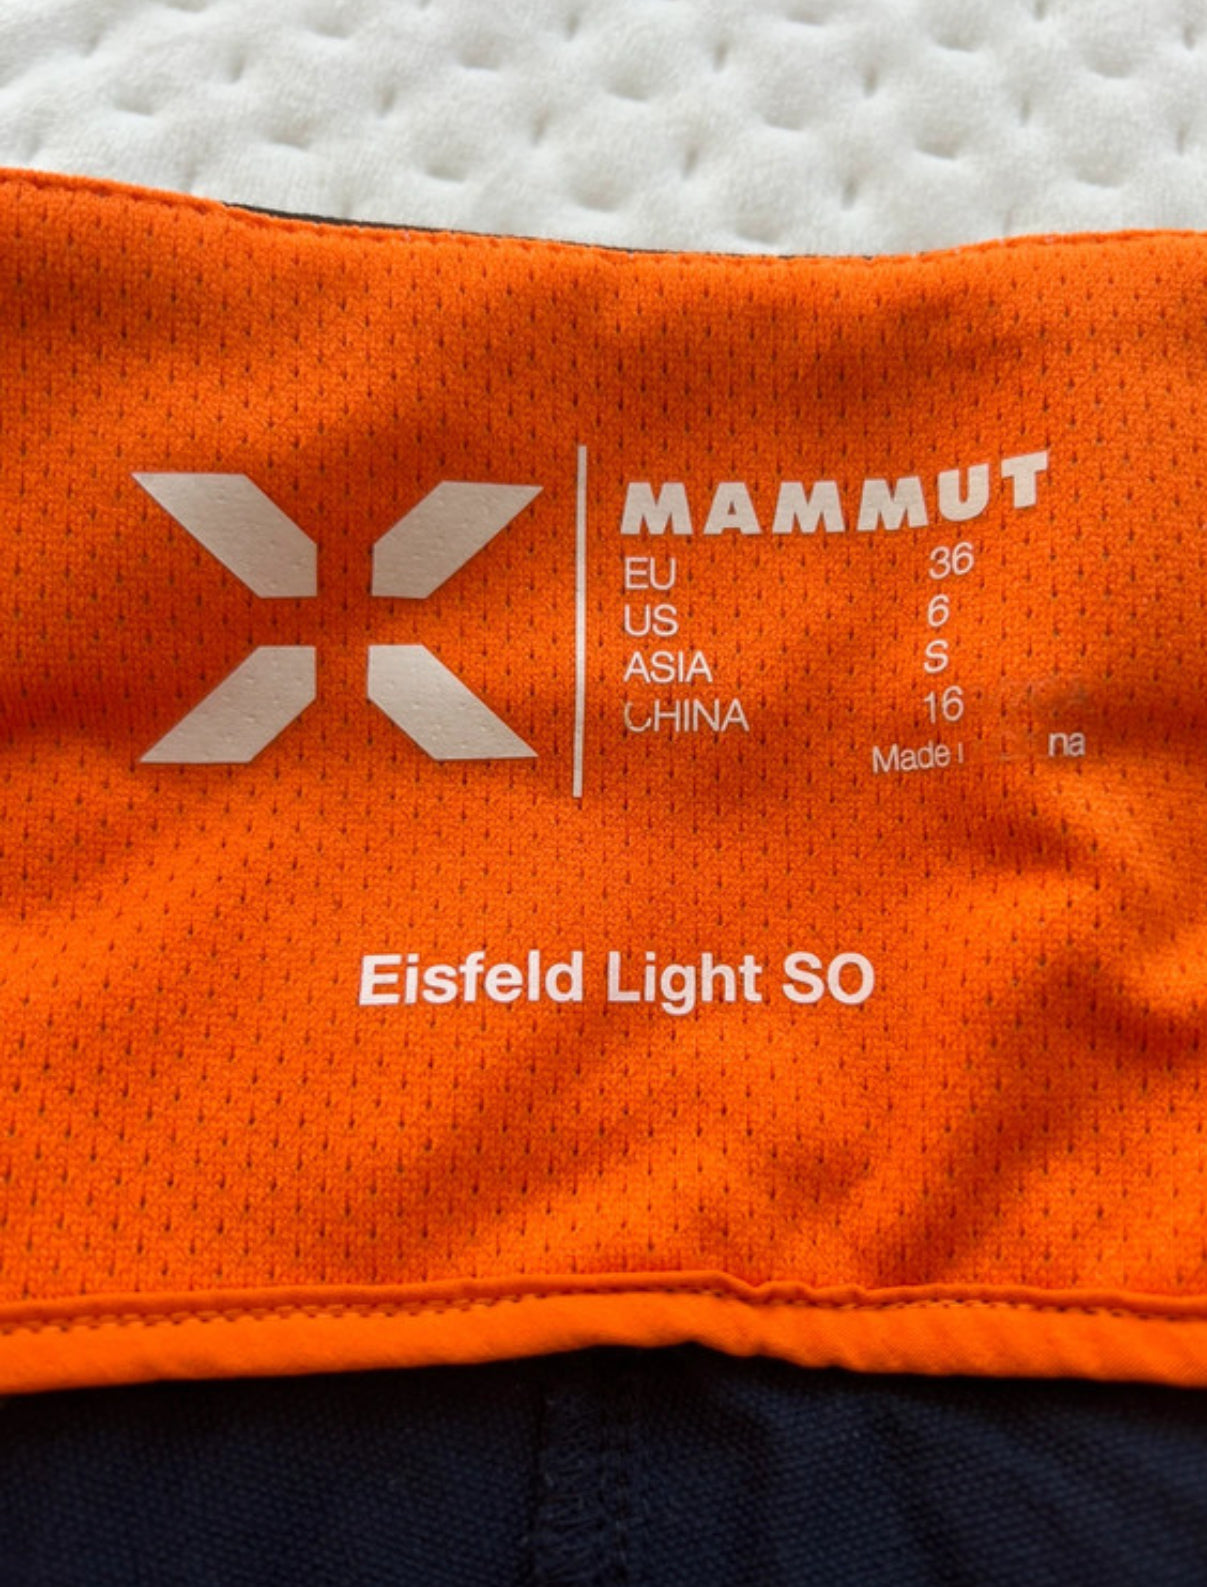 MAMMUT
EU 36
US 6
ASIA S
CHINA 16
Made
Eisfeld Light SO